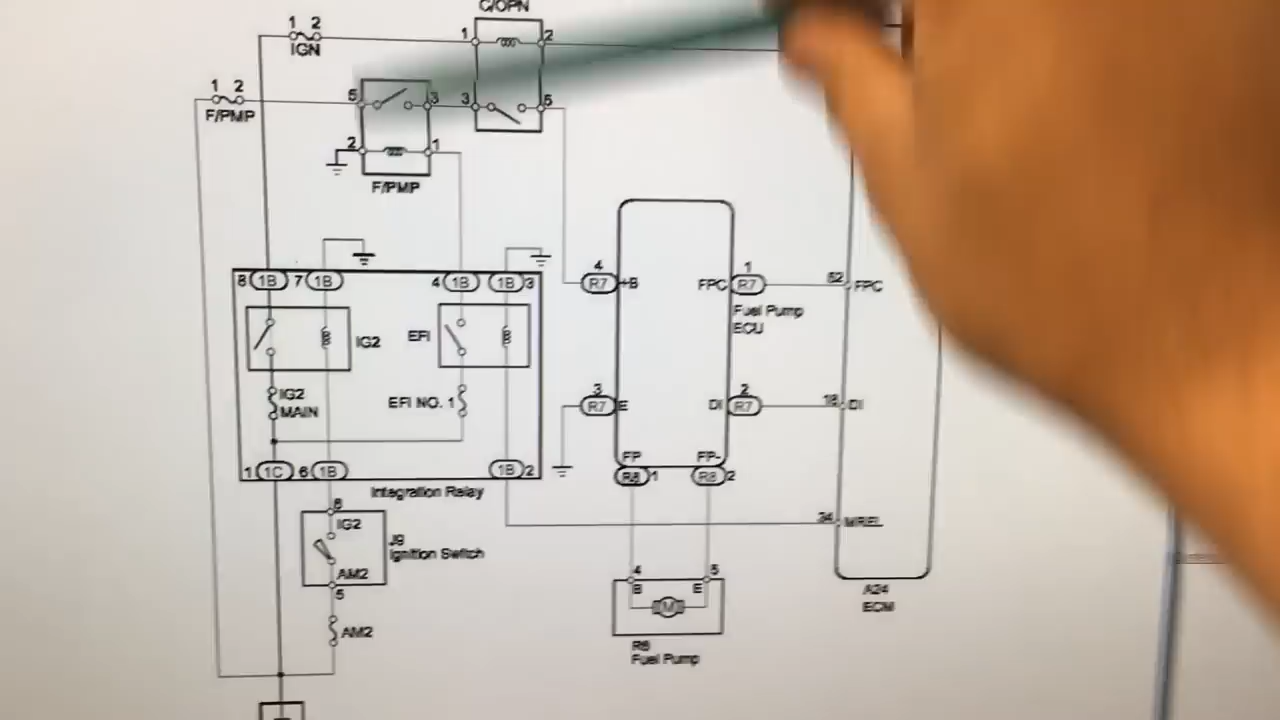 C/OPN
1 2
IGN
1
2
1 2
F/PMP
5
3
3
5
2
1
F/PMP
8 1B 7 1B
4 1B 1B 3
4
R7 +B
1
FPC R7
52 FPC
Fuel Pump
ECU
IG2
EFI
IG2
MAIN
EFI NO. 1
3
R7 E
2
DI R7
18 DI
FP
FP-
R8 1
R8 2
1 1C 6 1B
1B 2
Integration Relay
6
IG2
AM2
5
J9
Ignition Switch
AM2
34 MREL
4
5
B
E
M
R6
Fuel Pump
A24
ECM